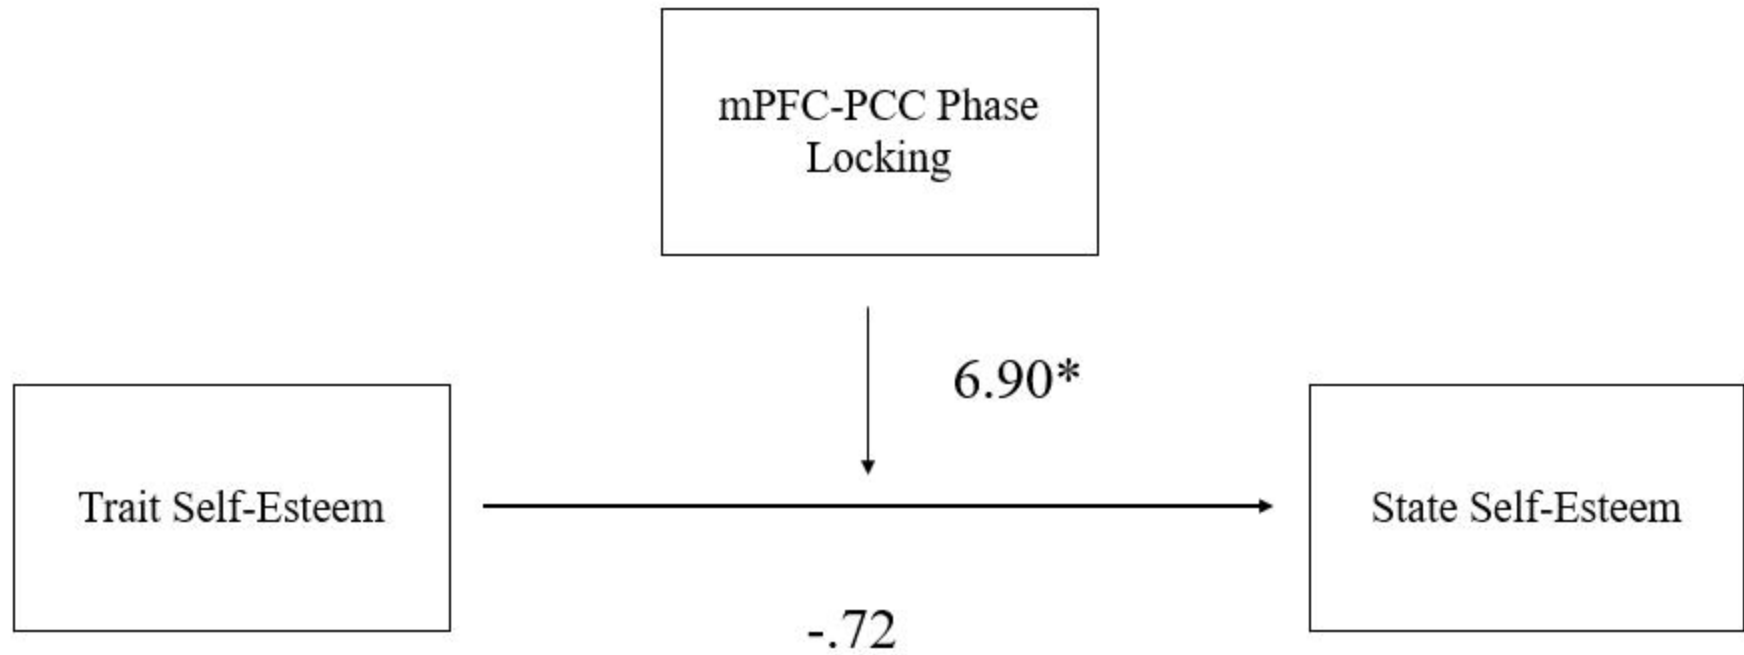 mPFC-PCC Phase
Locking
6.90*
Trait Self-Esteem
State Self-Esteem
-.72